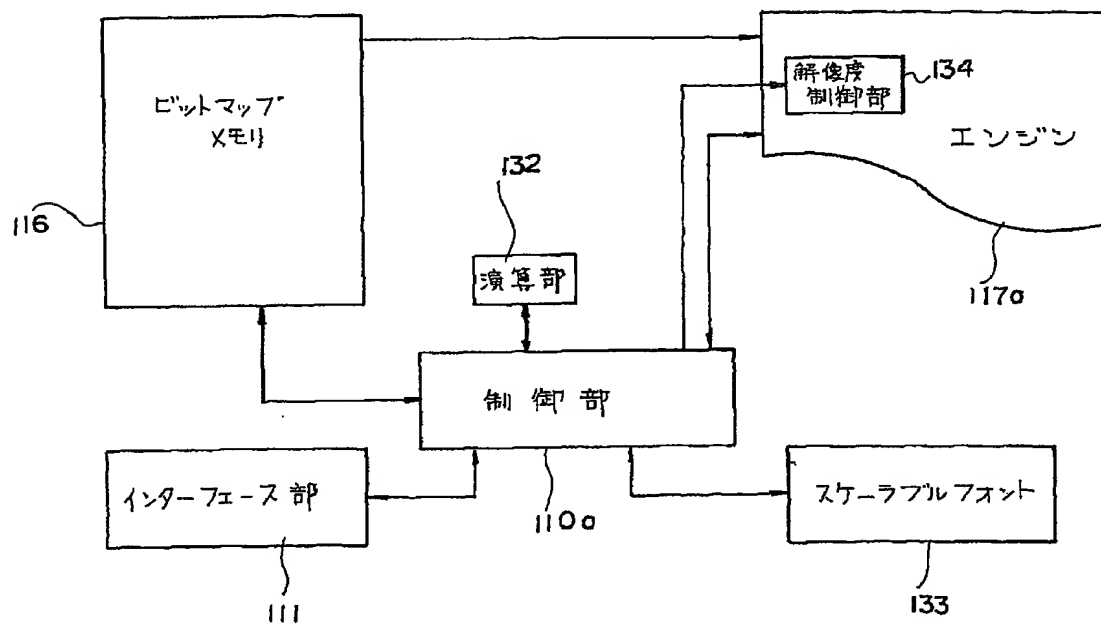 ビットマップ
メモリ
116
解像度
制御部
134
エンジン
117a
132
演算部
制御部
110a
インターフェース部
111
スケーラブルフォント
133